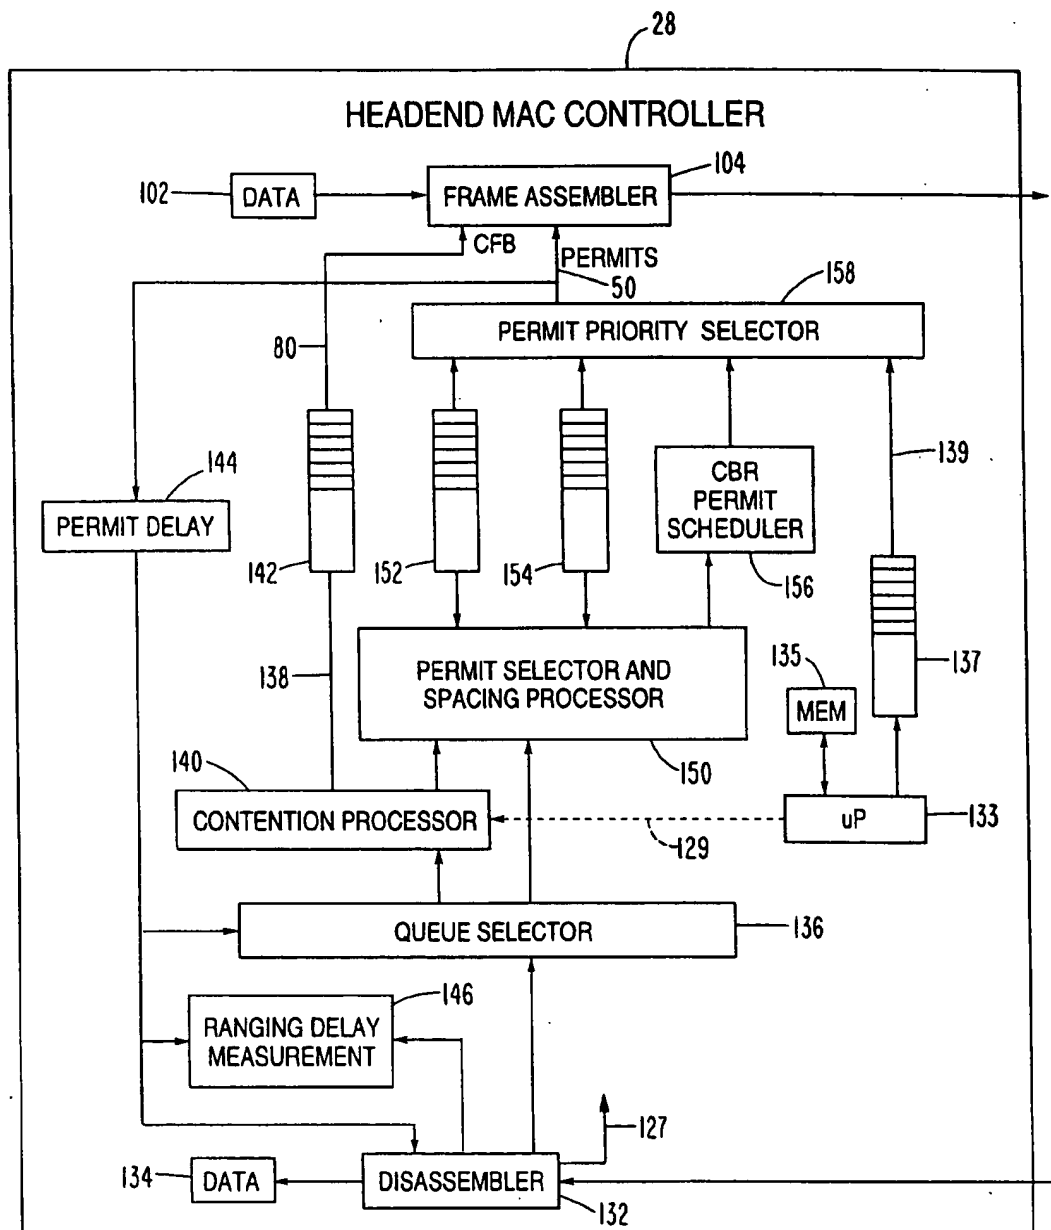 28
HEADEND MAC CONTROLLER
102
DATA
FRAME ASSEMBLER
104
CFB
PERMITS
50
158
PERMIT PRIORITY SELECTOR
80
144
PERMIT DELAY
142
152
154
CBR
PERMIT
SCHEDULER
156
139
137
138
PERMIT SELECTOR AND
SPACING PROCESSOR
150
135
MEM
140
CONTENTION PROCESSOR
129
uP
133
QUEUE SELECTOR
136
146
RANGING DELAY
MEASUREMENT
127
134
DATA
DISASSEMBLER
132